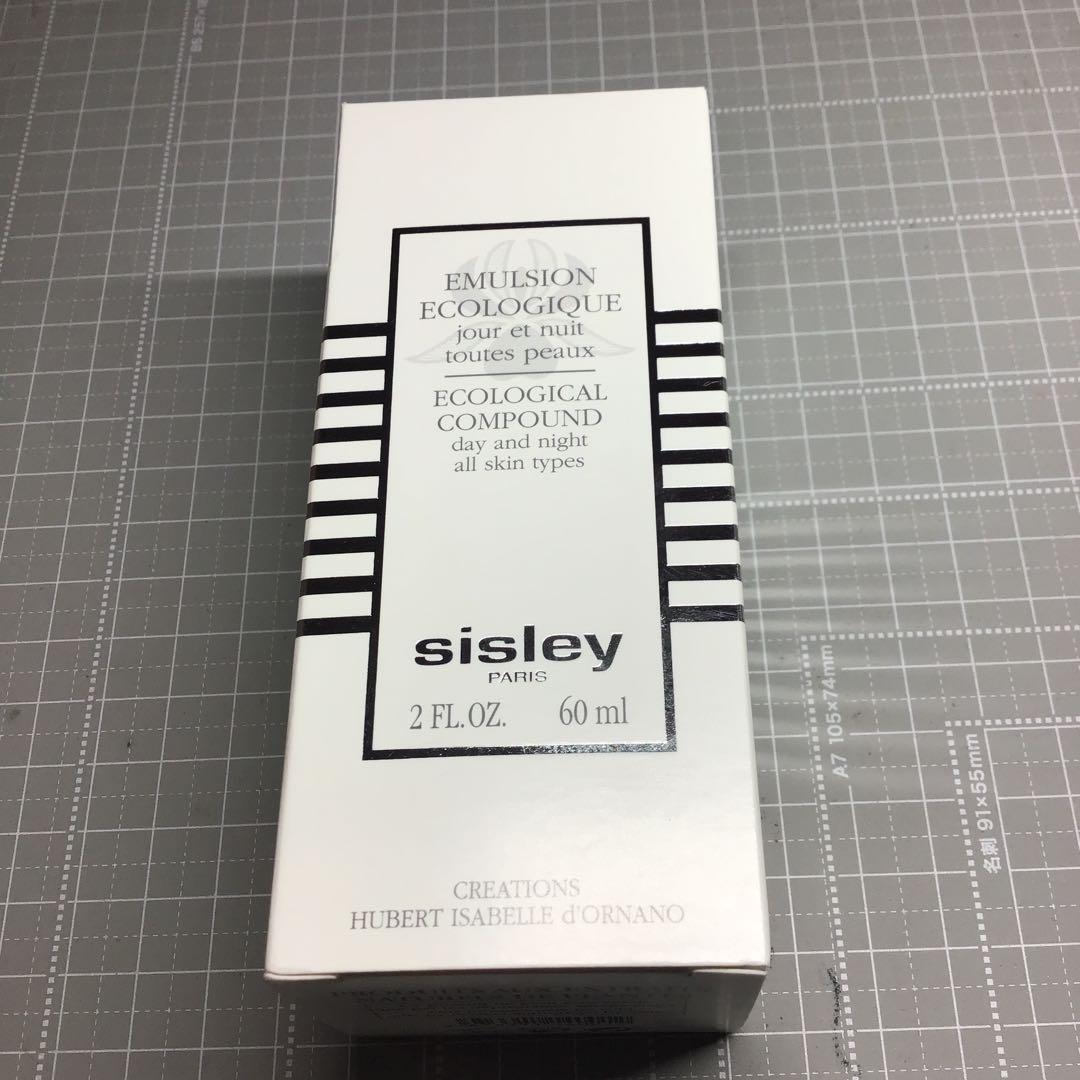 EMULSION
ECOLOGIQUE
jour et nuit
toutes peaux
ECOLOGICAL
COMPOUND
day and night
all skin types
sisley
PARIS
2 FL.OZ. 60 ml
CREATIONS
HUBERT ISABELLE d'ORNANO
A7 105×74mm
名刺 91×55mm